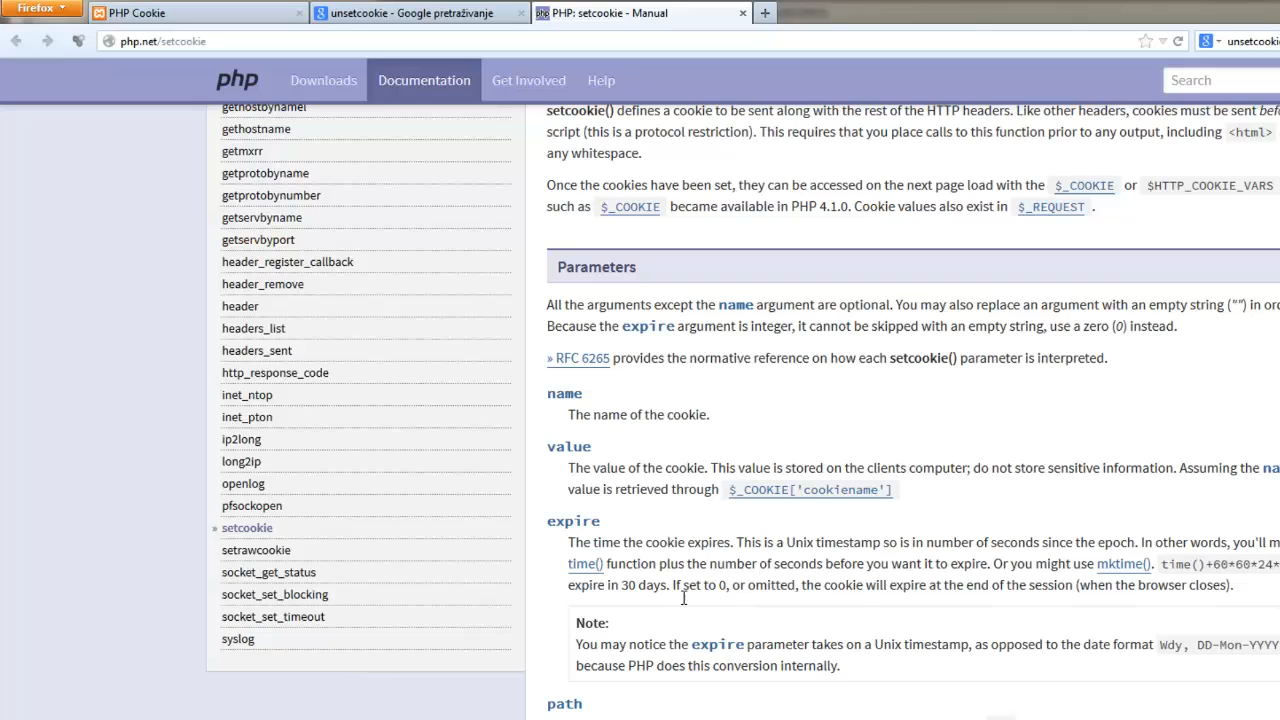 Firefox
PHP Cookie
unsetcookie - Google pretraživanje
PHP: setcookie - Manual
php.net/setcookie
unsetcooki
php
Downloads
Documentation
Get Involved
Help
Search
gethostbynamel
gethostname
getmxrr
getprotobyname
getprotobynumber
getservbyname
getservbyport
header_register_callback
header_remove
header
headers_list
headers_sent
http_response_code
inet_ntop
inet_pton
ip2long
long2ip
openlog
pfsockopen
» setcookie
setrawcookie
socket_get_status
socket_set_blocking
socket_set_timeout
syslog
setcookie() defines a cookie to be sent along with the rest of the HTTP headers. Like other headers, cookies must be sent befo
script (this is a protocol restriction). This requires that you place calls to this function prior to any output, including <html>
any whitespace.
Once the cookies have been set, they can be accessed on the next page load with the $_COOKIE or $HTTP_COOKIE_VARS
such as $_COOKIE became available in PHP 4.1.0. Cookie values also exist in $_REQUEST .
Parameters
All the arguments except the name argument are optional. You may also replace an argument with an empty string ("") in ord
Because the expire argument is integer, it cannot be skipped with an empty string, use a zero (0) instead.
» RFC 6265 provides the normative reference on how each setcookie() parameter is interpreted.
name
The name of the cookie.
value
The value of the cookie. This value is stored on the clients computer; do not store sensitive information. Assuming the na
value is retrieved through $_COOKIE['cookiename']
expire
The time the cookie expires. This is a Unix timestamp so is in number of seconds since the epoch. In other words, you'll m
time() function plus the number of seconds before you want it to expire. Or you might use mktime(). time()+60*60*24*
expire in 30 days. If set to 0, or omitted, the cookie will expire at the end of the session (when the browser closes).
Note:
You may notice the expire parameter takes on a Unix timestamp, as opposed to the date format Wdy, DD-Mon-YYYY
because PHP does this conversion internally.
path